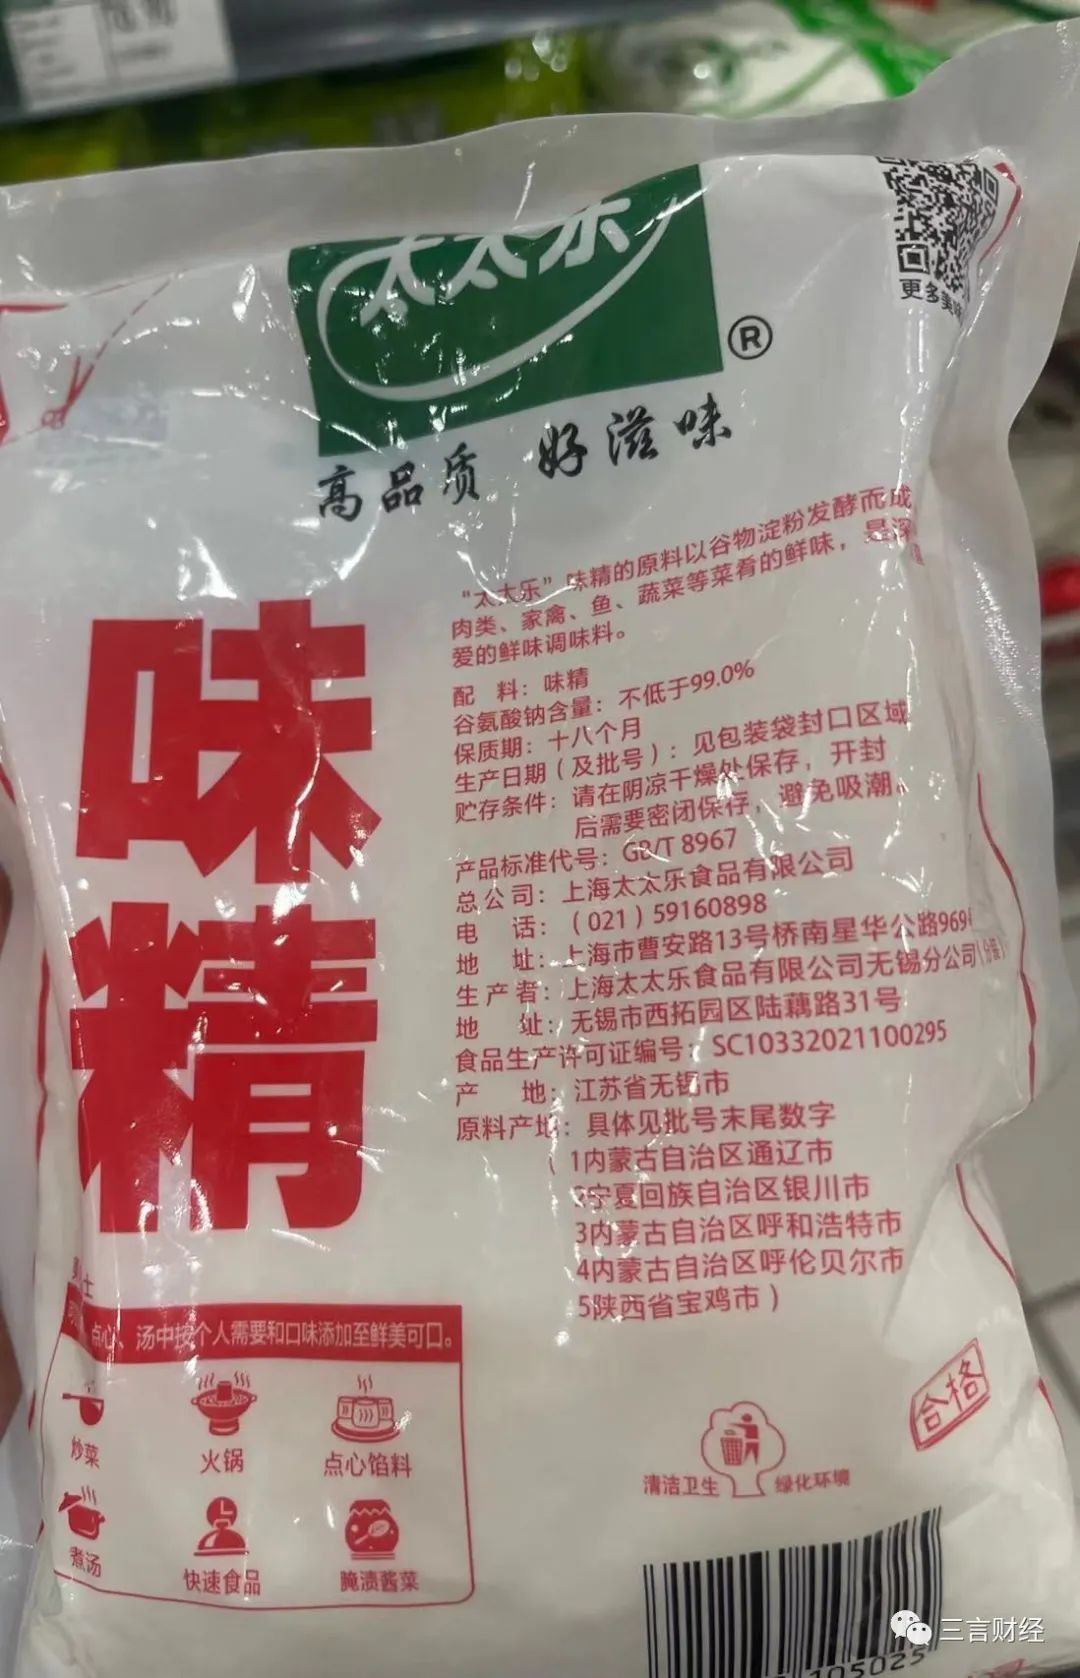 太太乐
®
更多美味
高品质 好滋味
“太太乐”味精的原料以谷物淀粉发酵而成
肉类、家禽、鱼、蔬菜等菜肴的鲜味，是深
爱的鲜味调味料。
配 料：味精
谷氨酸钠含量：不低于99.0%
保质期：十八个月
生产日期（及批号）：见包装袋封口区域
贮存条件：请在阴凉干燥处保存，开封
后需要密闭保存，避免吸潮。
产品标准代号：GB/T 8967
总公司：上海太太乐食品有限公司
电 话：（021）59160898
地 址：上海市曹安路13号桥南星华公路969
生产者：上海太太乐食品有限公司无锡分公司（分装）
地 址：无锡市西拓园区陆藕路31号
食品生产许可证编号：SC10332021100295
产 地：江苏省无锡市
原料产地：具体见批号末尾数字
（1内蒙古自治区通辽市
2宁夏回族自治区银川市
3内蒙古自治区呼和浩特市
4内蒙古自治区呼伦贝尔市
5陕西省宝鸡市）
味精
点心、汤中按个人需要和口味添加至鲜美可口。
炒菜
火锅
点心馅料
煮汤
快速食品
腌渍酱菜
合格
清洁卫生 绿化环境
105025
三言财经